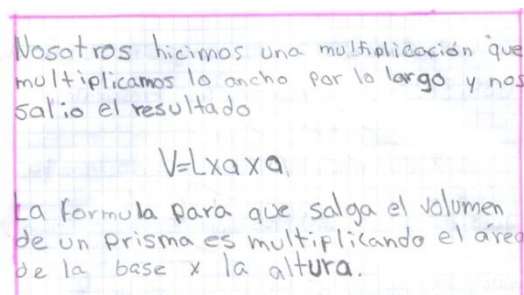 Nosotros hicimos una multiplicación que
multiplicamos lo ancho por lo largo y nos
salio el resultado
V=Lxaxa
La formula para que salga el volumen
de un prisma es multiplicando el área
de la base x la altura.